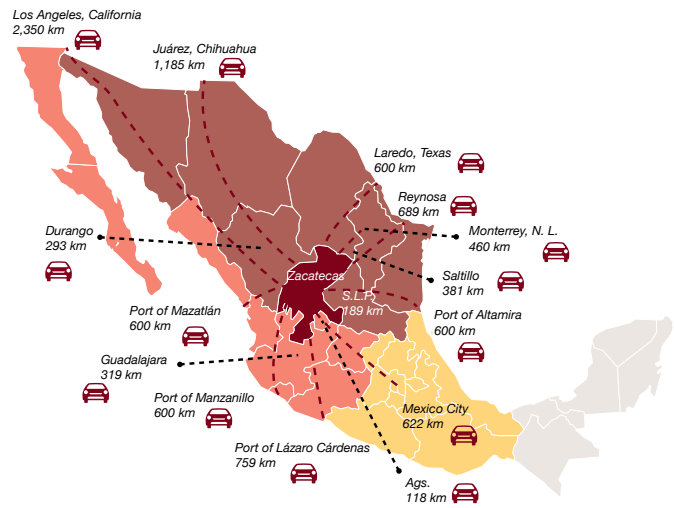 Los Angeles, California
2,350 km
Juárez, Chihuahua
1,185 km
Laredo, Texas
600 km
Reynosa
689 km
Durango
293 km
Monterrey, N. L.
460 km
Zacatecas
Saltillo
381 km
S.L.P.
189 km
Port of Mazatlán
600 km
Port of Altamira
600 km
Guadalajara
319 km
Port of Manzanillo
600 km
Mexico City
622 km
Port of Lázaro Cárdenas
759 km
Ags.
118 km